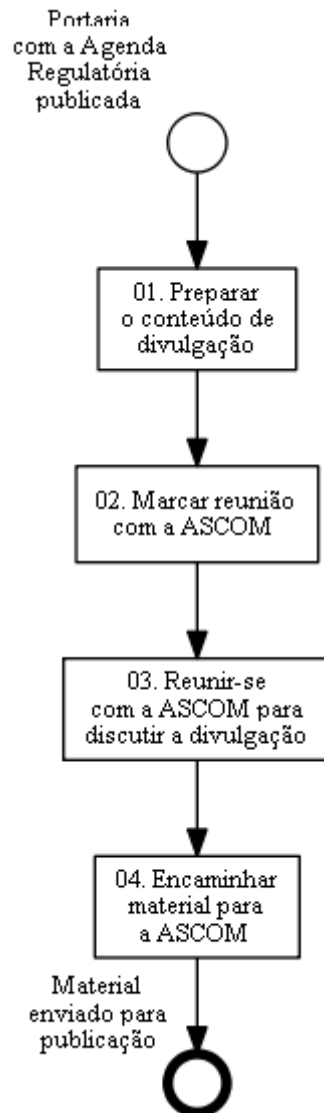 Portaria
com a Agenda
Regulatória
publicada
01. Preparar
o conteúdo de
divulgação
02. Marcar reunião
com a ASCOM
03. Reunir-se
com a ASCOM para
discutir a divulgação
04. Encaminhar
material para
a ASCOM
Material
enviado para
publicação